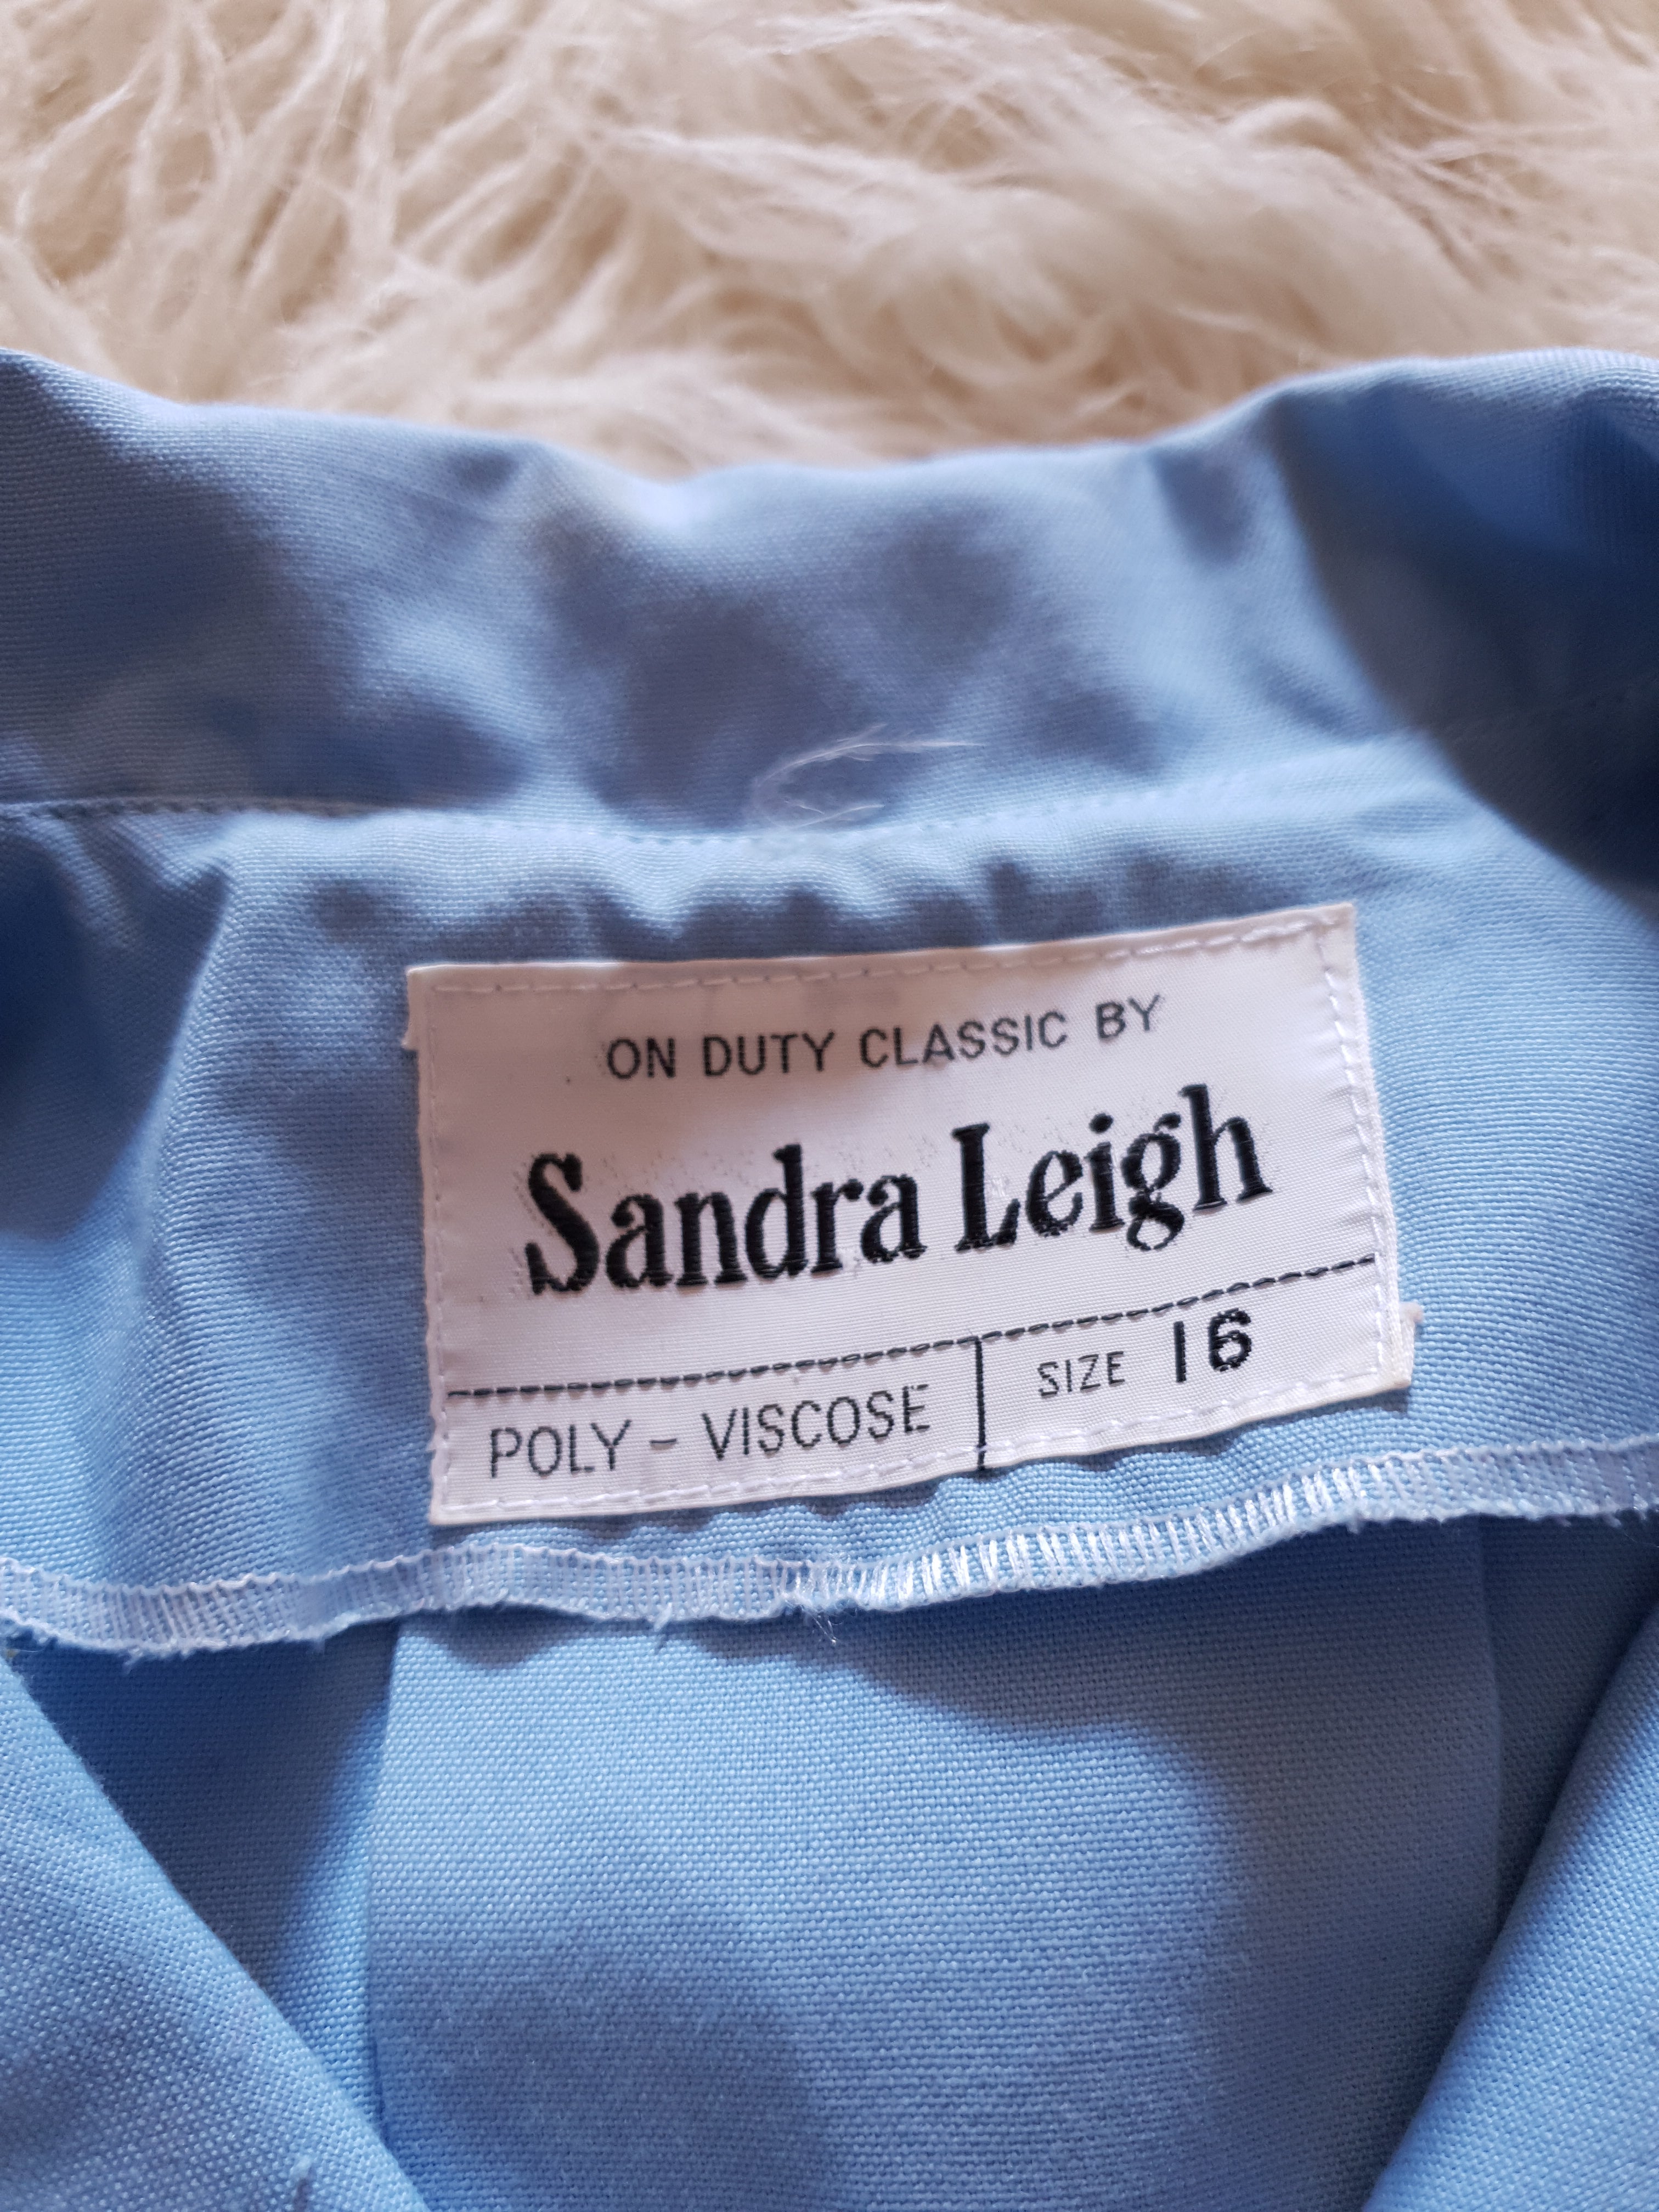 ON DUTY CLASSIC BY
Sandra Leigh
POLY - VISCOSE
SIZE 16